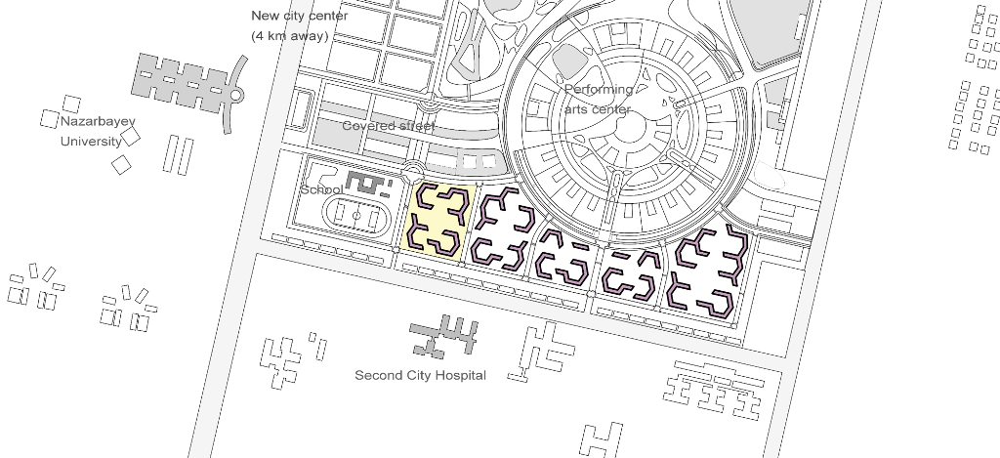 New city center
(4 km away)
Performing
arts center
Nazarbayev
University
Covered street
School
Second City Hospital